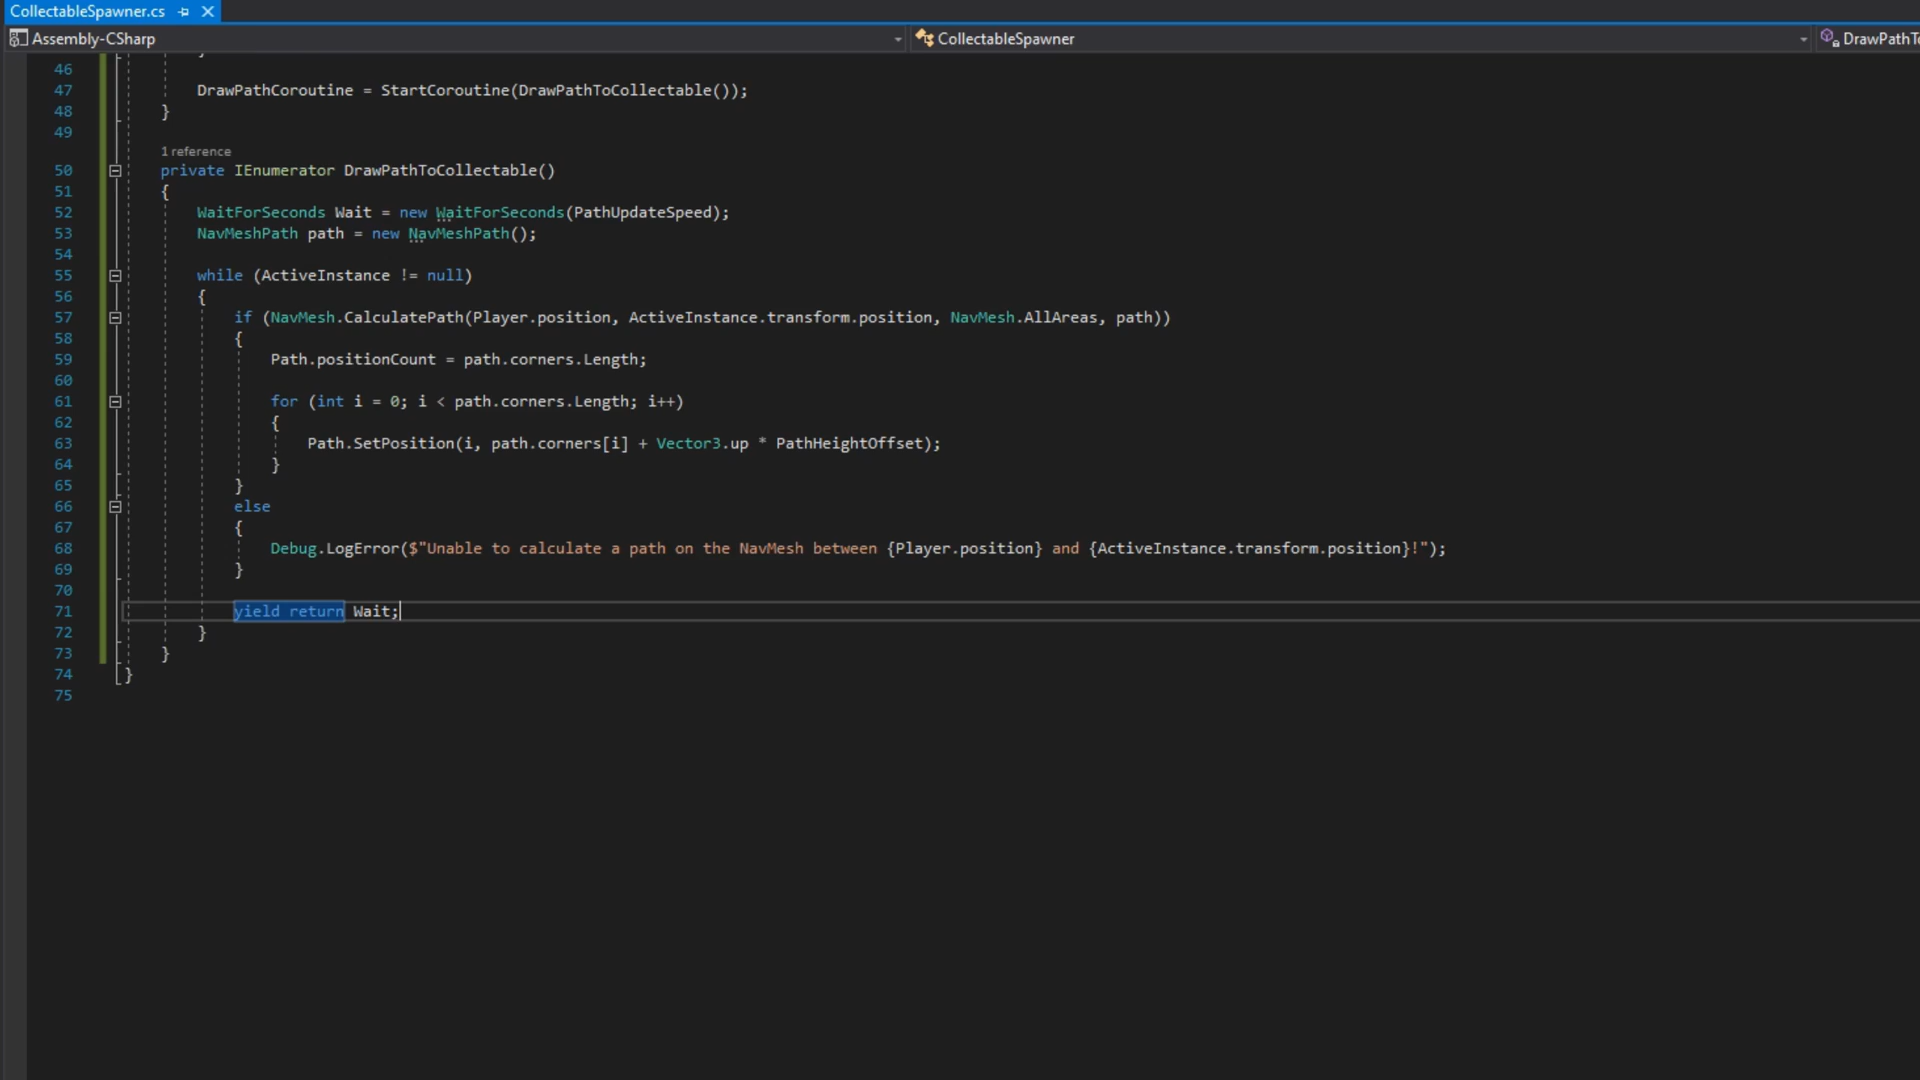 CollectableSpawner.cs
Assembly-CSharp CollectableSpawner DrawPathTo
46
47 DrawPathCoroutine = StartCoroutine(DrawPathToCollectable());
48 }
49
1 reference
50 private IEnumerator DrawPathToCollectable()
51 {
52 WaitForSeconds Wait = new WaitForSeconds(PathUpdateSpeed);
53 NavMeshPath path = new NavMeshPath();
54
55 while (ActiveInstance != null)
56 {
57 if (NavMesh.CalculatePath(Player.position, ActiveInstance.transform.position, NavMesh.AllAreas, path))
58 {
59 Path.positionCount = path.corners.Length;
60
61 for (int i = 0; i < path.corners.Length; i++)
62 {
63 Path.SetPosition(i, path.corners[i] + Vector3.up * PathHeightOffset);
64 }
65 }
66 else
67 {
68 Debug.LogError($"Unable to calculate a path on the NavMesh between {Player.position} and {ActiveInstance.transform.position}!");
69 }
70
71 yield return Wait;
72 }
73 }
74 }
75